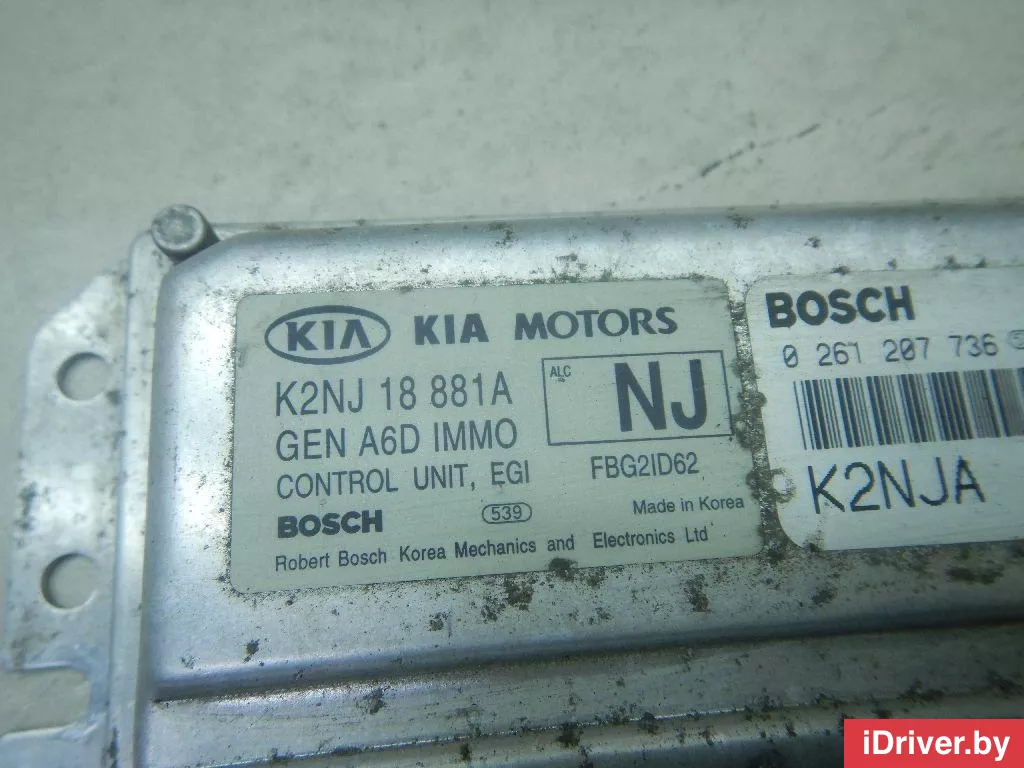 KIA KIA MOTORS
K2NJ 18 881A
ALC
NJ
GEN A6D IMMO
CONTROL UNIT, EGI
FBG2ID62
BOSCH 539 Made in Korea
Robert Bosch Korea Mechanics and Electronics Ltd
BOSCH
0 261 207 736
K2NJA
iDriver.by